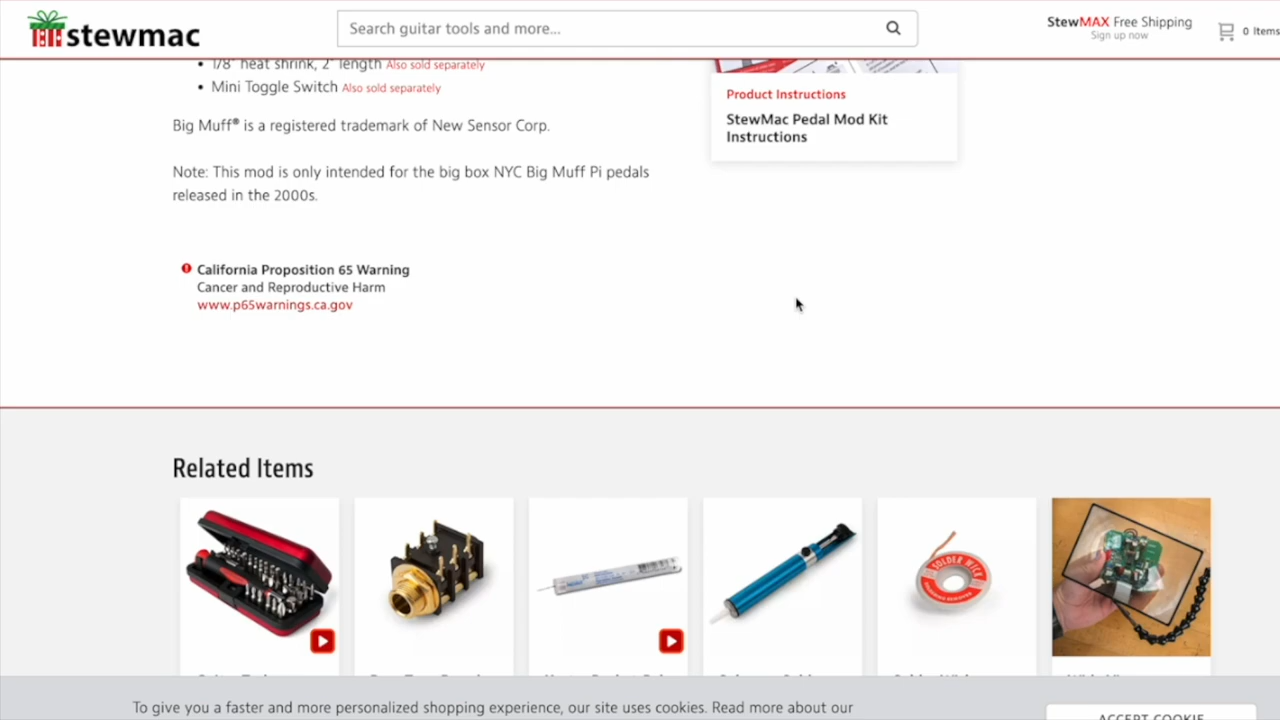 stewmac
Search guitar tools and more...
StewMAX Free Shipping
Sign up now
0 Items
1/8" heat shrink, 2" length Also sold separately
Mini Toggle Switch Also sold separately
Big Muff® is a registered trademark of New Sensor Corp.
Note: This mod is only intended for the big box NYC Big Muff Pi pedals
released in the 2000s.
Product Instructions
StewMac Pedal Mod Kit
Instructions
California Proposition 65 Warning
Cancer and Reproductive Harm
www.p65warnings.ca.gov
Related Items
SOLDER WICK
To give you a faster and more personalized shopping experience, our site uses cookies. Read more about our
ACCEPT COOKIE